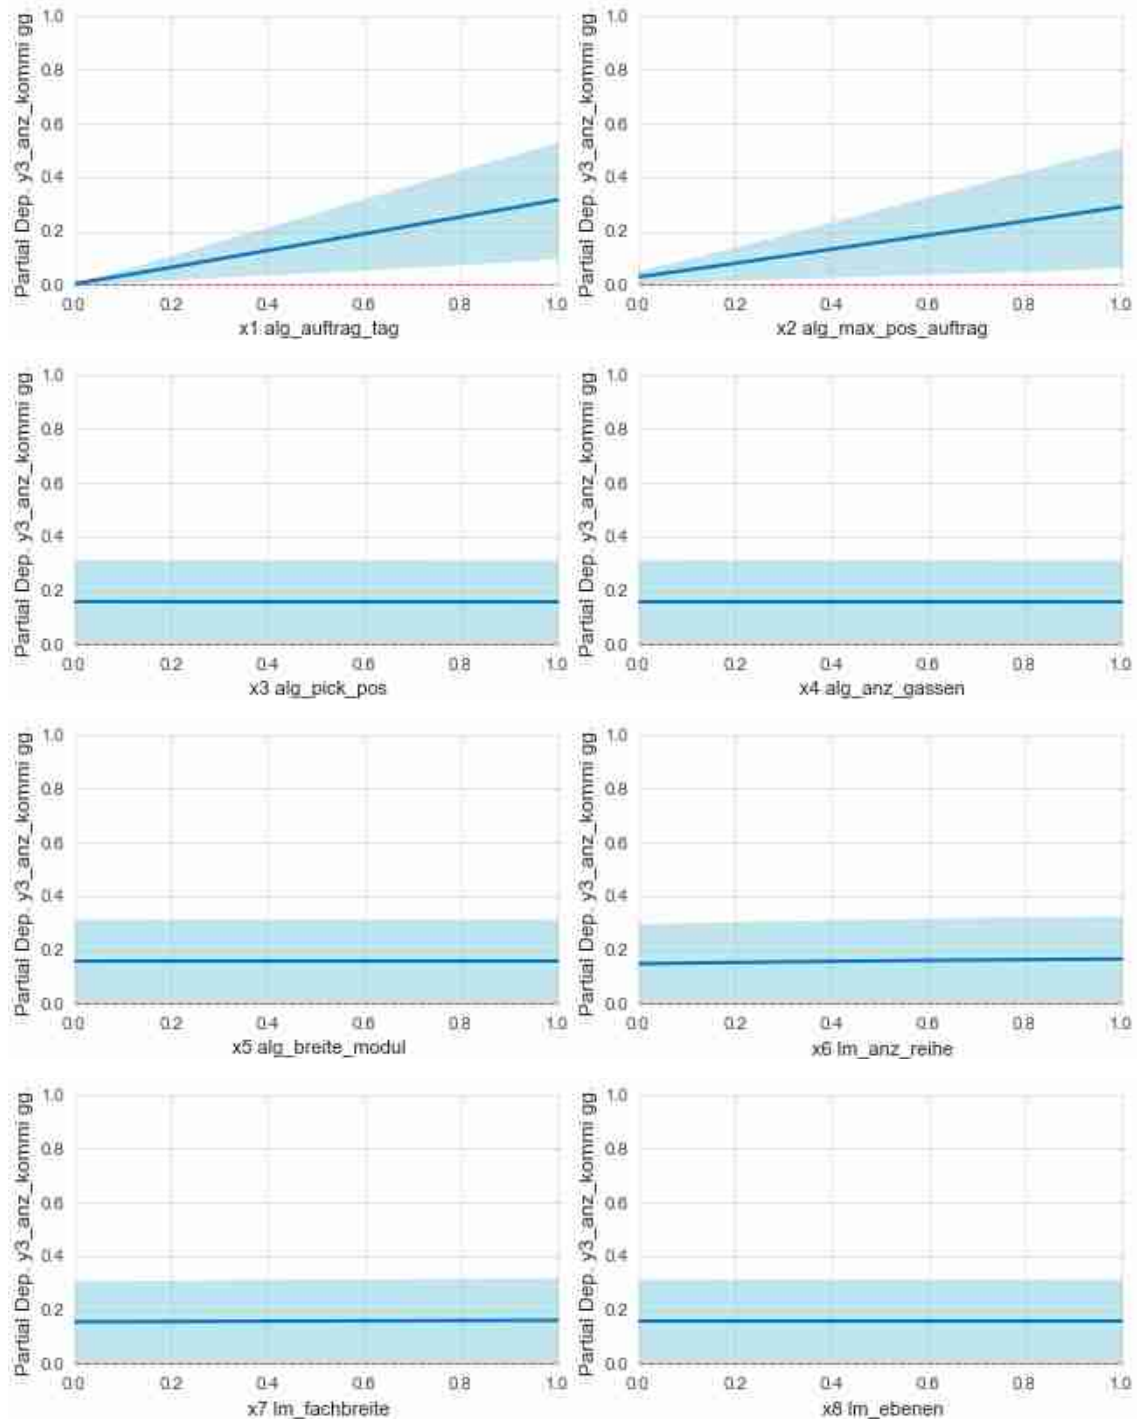 Partial Dep. y3_anz_kommi gg.
1.0
0.8
0.6
0.4
0.2
0.0
0.0 0.2 0.4 0.6 0.8 1.0
x1 alg_auftrag_tag
Partial Dep. y3_anz_kommi gg.
1.0
0.8
0.6
0.4
0.2
0.0
0.0 0.2 0.4 0.6 0.8 1.0
x2 alg_max_pos_auftrag
Partial Dep. y3_anz_kommi gg.
1.0
0.8
0.6
0.4
0.2
0.0
0.0 0.2 0.4 0.6 0.8 1.0
x3 alg_pick_pos
Partial Dep. y3_anz_kommi gg.
1.0
0.8
0.6
0.4
0.2
0.0
0.0 0.2 0.4 0.6 0.8 1.0
x4 alg_anz_gassen
Partial Dep. y3_anz_kommi gg.
1.0
0.8
0.6
0.4
0.2
0.0
0.0 0.2 0.4 0.6 0.8 1.0
x5 alg_breite_modul
Partial Dep. y3_anz_kommi gg.
1.0
0.8
0.6
0.4
0.2
0.0
0.0 0.2 0.4 0.6 0.8 1.0
x6 lm_anz_reihe
Partial Dep. y3_anz_kommi gg.
1.0
0.8
0.6
0.4
0.2
0.0
0.0 0.2 0.4 0.6 0.8 1.0
x7 lm_fachbreite
Partial Dep. y3_anz_kommi gg.
1.0
0.8
0.6
0.4
0.2
0.0
0.0 0.2 0.4 0.6 0.8 1.0
x8 lm_ebenen